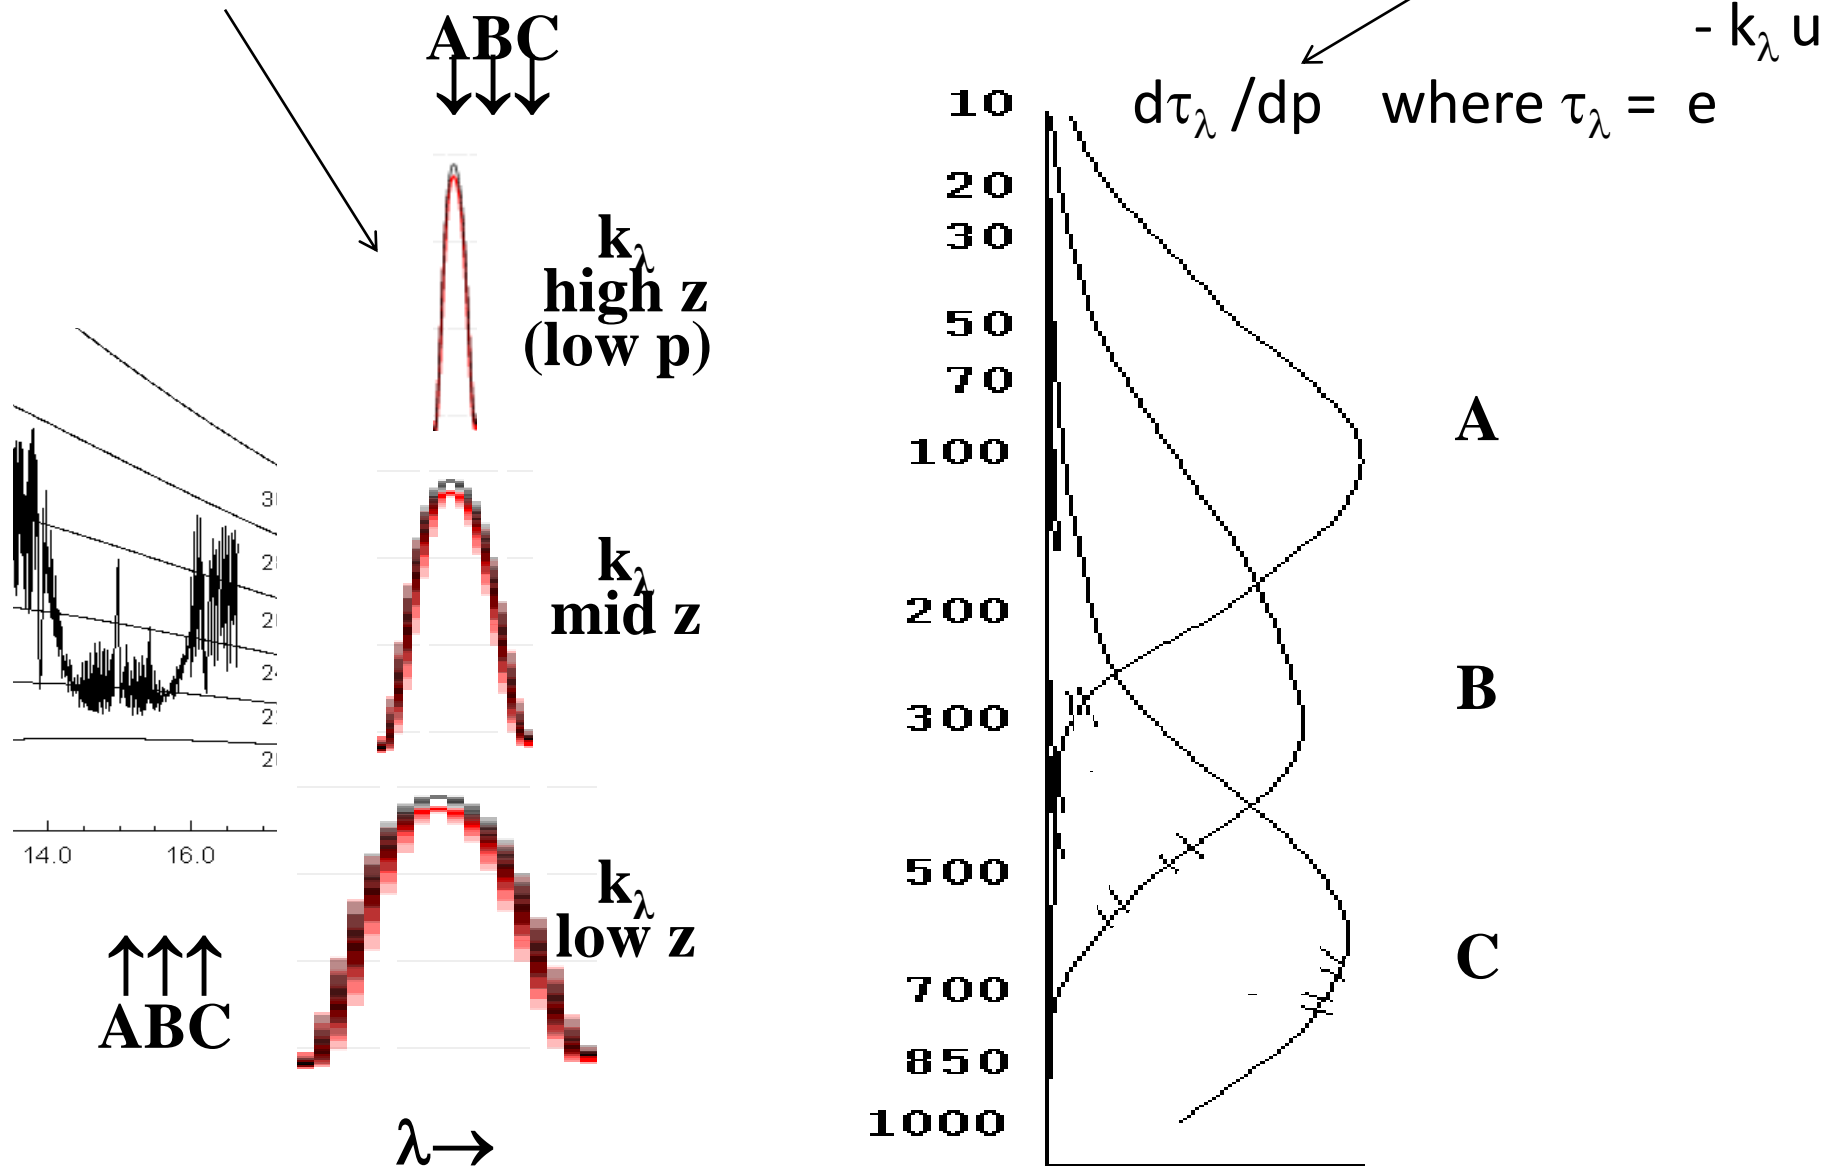 ABC
↓↓↓
kλ
high z
(low p)
kλ
mid z
kλ
low z
14.0 16.0
↑↑↑
ABC
λ→
- kλ u
dτλ /dp where τλ = e
10
20
30
50
70
100
200
300
500
700
850
1000
A
B
C